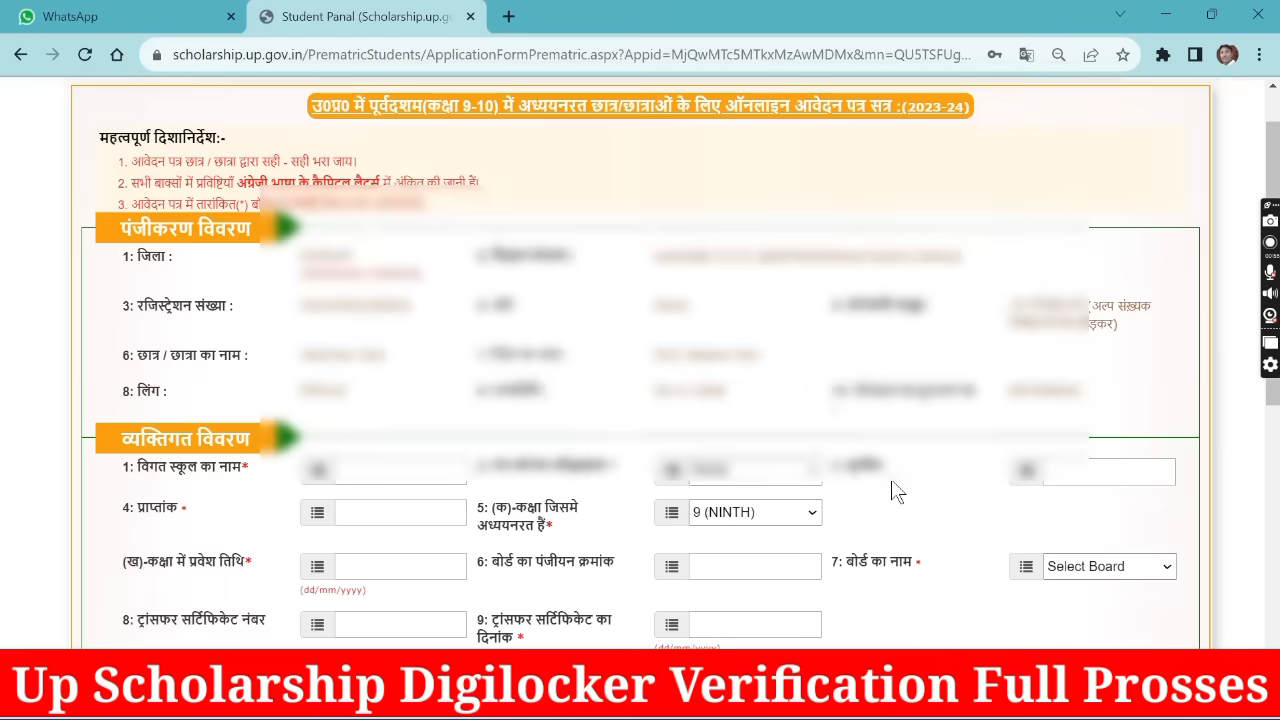 WhatsApp
Student Panal (Scholarship.up.go
scholarship.up.gov.in/PrematricStudents/ApplicationFormPrematric.aspx?Appid=MjQwMTc5MTkxMzAwMDMx&mn=QU5TSFUg...
उ0प्र0 में पूर्वदशम(कक्षा 9-10) में अध्ययनरत छात्र/छात्राओं के लिए ऑनलाइन आवेदन पत्र सत्र :(2023-24)
महत्वपूर्ण दिशानिर्देश:-
1. आवेदन पत्र छात्र / छात्रा द्वारा सही - सही भरा जाय।
2. सभी बाक्सों में प्रविष्टियाँ अंग्रेजी भाषा के कैपिटल लैटर्स में अंकित की जानी हैं।
3. आवेदन पत्र में तारांकित(*)
पंजीकरण विवरण
1: जिला :
3: रजिस्ट्रेशन संख्या :
(अल्प संख़्यक
ड़कर)
6: छात्र / छात्रा का नाम :
8: लिंग :
व्यक्तिगत विवरण
1: विगत स्कूल का नाम*
4: प्राप्तांक *
5: (क)-कक्षा जिसमे अध्ययनरत हैं*
9 (NINTH)
(ख)-कक्षा में प्रवेश तिथि*
(dd/mm/yyyy)
6: बोर्ड का पंजीयन क्रमांक
7: बोर्ड का नाम *
Select Board
8: ट्रांसफर सर्टिफिकेट नंबर
9: ट्रांसफर सर्टिफिकेट का दिनांक *
(dd/mm/yyyy)
Up Scholarship Digilocker Verification Full Prosses